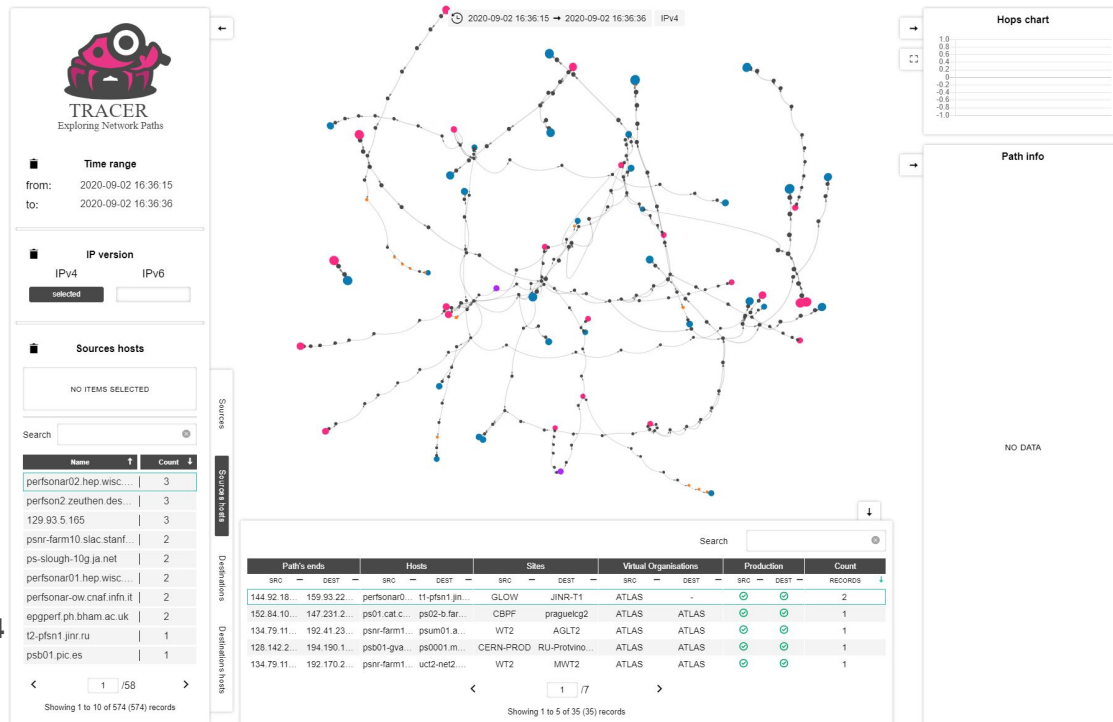 TRACER
Exploring Network Paths
Time range
from: 2020-09-02 16:36:15
to: 2020-09-02 16:36:36
IP version
IPv4 IPv6
selected
Sources hosts
NO ITEMS SELECTED
Search
Name ↑ Count ↓
perfsonar02.hep.wisc.... 3
perfson2.zeuthen.des... 3
129.93.5.165 3
psnr-farm10.slac.stanf... 2
ps-slough-10g.ja.net 2
perfsonar01.hep.wisc.... 2
perfsonar-ow.cnaf.infn.it 2
epgperf.ph.bham.ac.uk 2
t2-pfsn1.jinr.ru 1
psb01.pic.es 1
1 /58
Showing 1 to 10 of 574 (574) records
4
Sources
Sources hosts
Destinations
Destinations hosts
2020-09-02 16:36:15 → 2020-09-02 16:36:36 IPv4
Search
Path's ends Hosts Sites Virtual Organisations Production Count
SRC DEST SRC DEST SRC DEST SRC DEST SRC DEST RECORDS ↓
144.92.18... 159.93.22... perfsonar0... t1-pfsn1.jin... GLOW JINR-T1 ATLAS - 2
152.84.10... 147.231.2... ps01.cat.c... ps02-b.far... CBPF praguelcg2 ATLAS ATLAS 1
134.79.11... 192.41.23... psnr-farm1... psum01.a... WT2 AGLT2 ATLAS ATLAS 1
128.142.2... 194.190.1... psb01-gva... ps0001.m... CERN-PROD RU-Protvino... ATLAS ATLAS 1
134.79.11... 192.170.2... psnr-farm1... uct2-net2.... WT2 MWT2 ATLAS ATLAS 1
1 /7
Showing 1 to 5 of 35 (35) records
Hops chart
1.0
0.8
0.6
0.4
0.2
0
-0.2
-0.4
-0.6
-0.8
-1.0
Path info
NO DATA